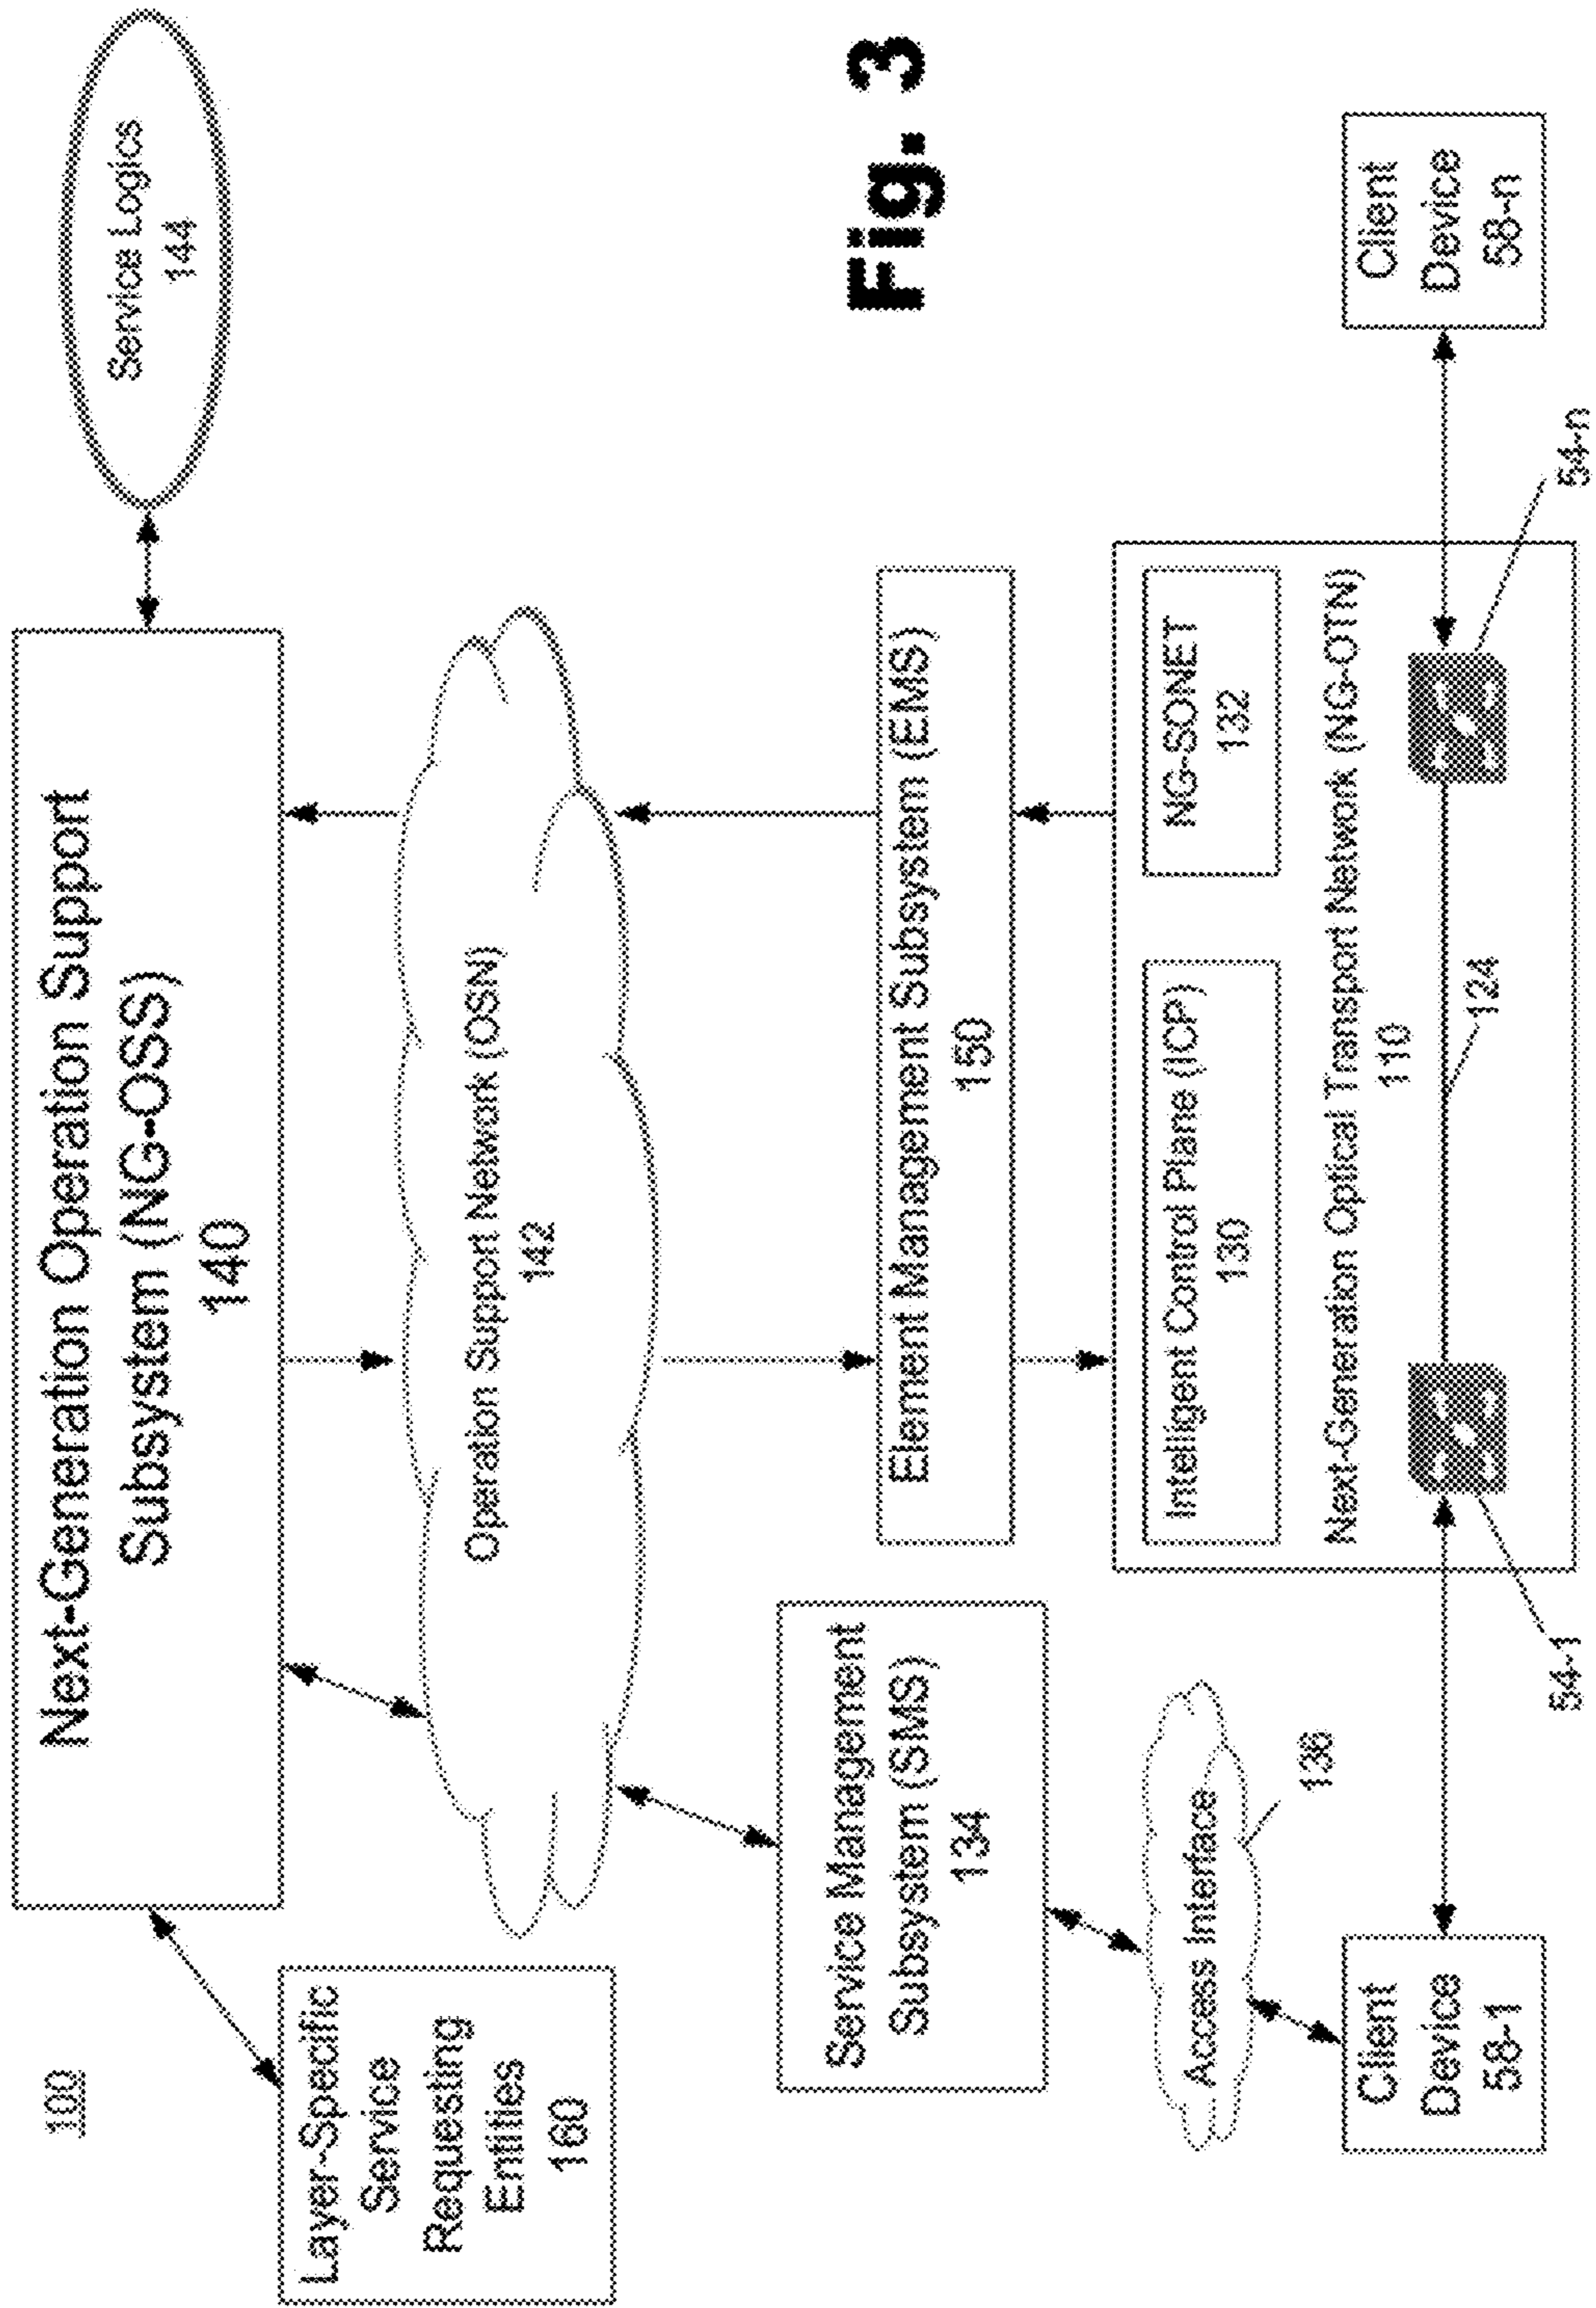 100
Next-Generation Operation Support
Subsystem (NG-OSS)
140
Service Logics
144
Layer-Specific
Service
Requesting
Entities
160
Operation Support Network (OSN)
142
Service Management
Subsystem (SMS)
134
Element Management Subsystem (EMS)
150
Fig. 3
Access Interface
136
Intelligent Control Plane (ICP)
130
NG-SONET
132
Next-Generation Optical Transport Network (NG-OTN)
110
124
Client
Device
58-1
54-1
54-n
Client
Device
58-n